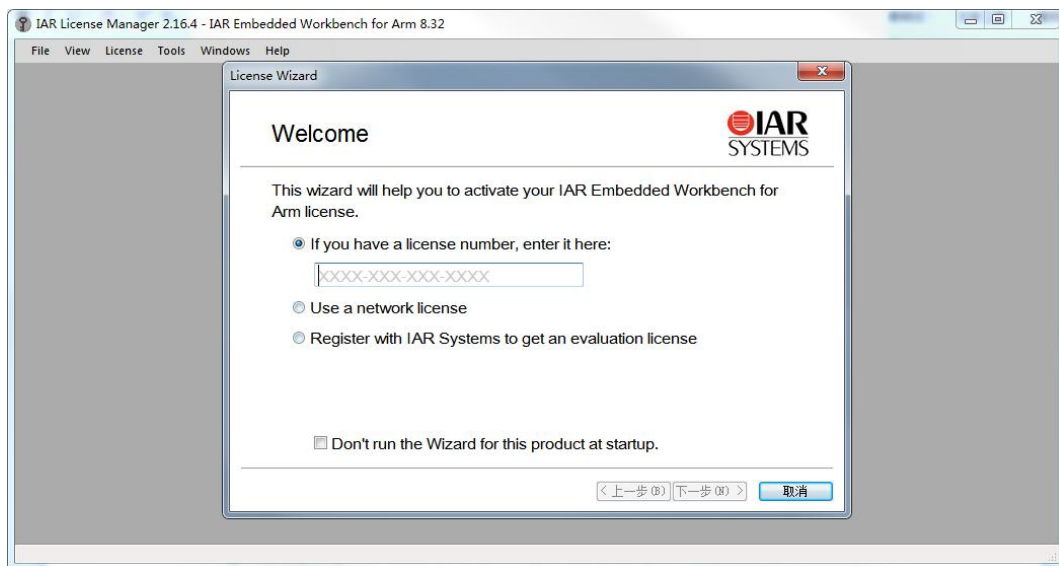 IAR License Manager 2.16.4 - IAR Embedded Workbench for Arm 8.32
File View License Tools Windows Help
License Wizard
Welcome
IAR
SYSTEMS
This wizard will help you to activate your IAR Embedded Workbench for
Arm license.
If you have a license number, enter it here:
XXXX-XXX-XXX-XXXX
Use a network license
Register with IAR Systems to get an evaluation license
Don't run the Wizard for this product at startup.
< 上一步(B) 下一步(N) > 取消